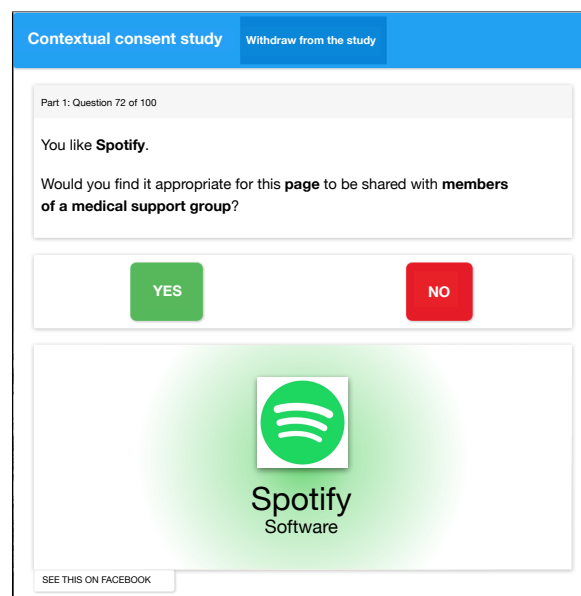 Contextual consent study
Withdraw from the study
Part 1: Question 72 of 100
You like Spotify.
Would you find it appropriate for this page to be shared with members
of a medical support group?
YES
NO
Spotify
Software
SEE THIS ON FACEBOOK